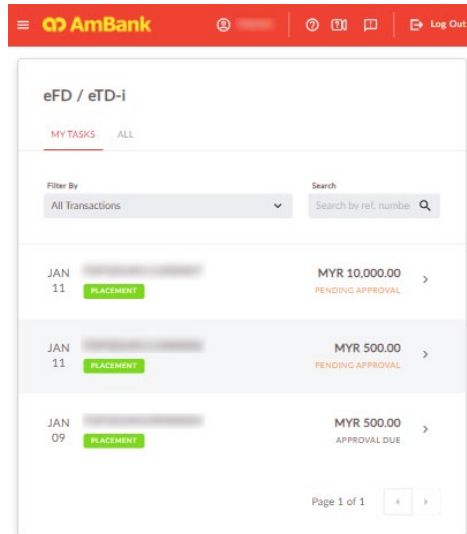 AmBank
Log Out
eFD / eTD-i
MY TASKS ALL
Filter By
All Transactions
Search
Search by ref. numbe
JAN
11
PLACEMENT
MYR 10,000.00
PENDING APPROVAL
JAN
11
PLACEMENT
MYR 500.00
PENDING APPROVAL
JAN
09
PLACEMENT
MYR 500.00
APPROVAL DUE
Page 1 of 1